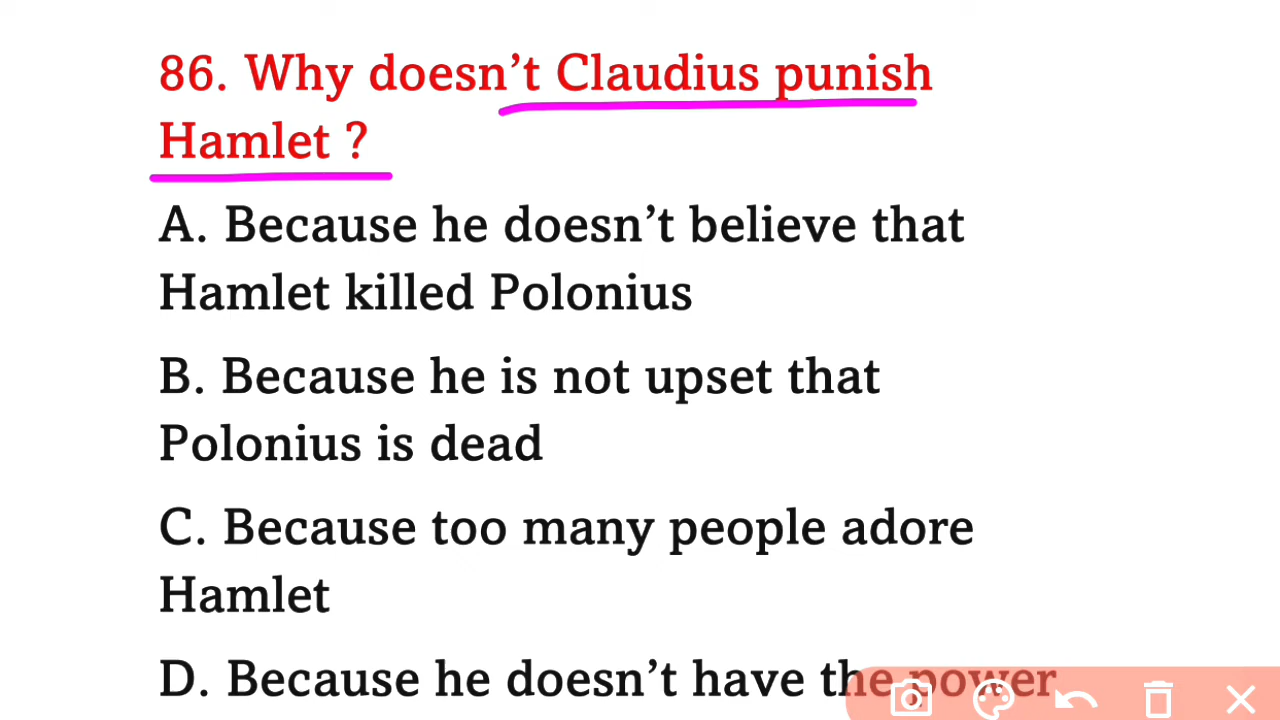 86. Why doesn’t Claudius punish
Hamlet ?
A. Because he doesn’t believe that
Hamlet killed Polonius
B. Because he is not upset that
Polonius is dead
C. Because too many people adore
Hamlet
D. Because he doesn’t have the power